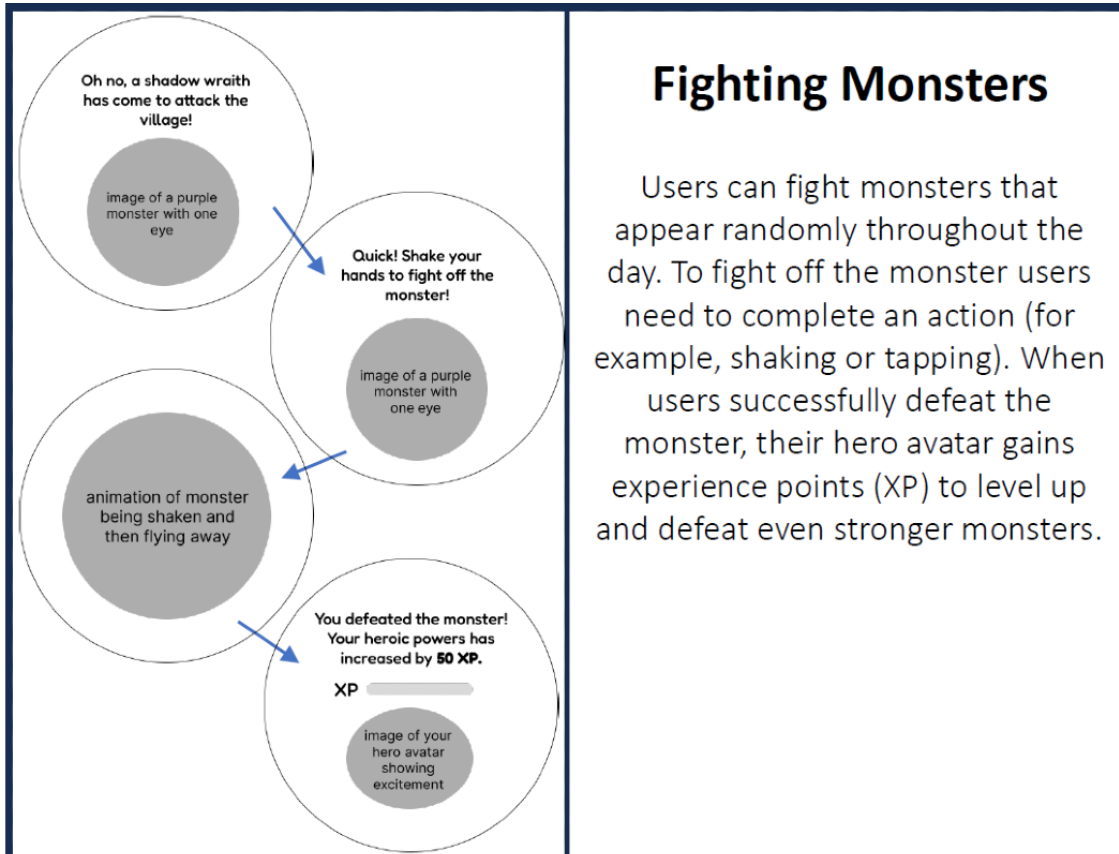 Oh no, a shadow wraith
has come to attack the
village!
image of a purple
monster with one
eye
Quick! Shake your
hands to fight off the
monster!
image of a purple
monster with
one eye
animation of monster
being shaken and
then flying away
You defeated the monster!
Your heroic powers has
increased by 50 XP.
XP
image of your
hero avatar
showing
excitement
Fighting Monsters
Users can fight monsters that
appear randomly throughout the
day. To fight off the monster users
need to complete an action (for
example, shaking or tapping). When
users successfully defeat the
monster, their hero avatar gains
experience points (XP) to level up
and defeat even stronger monsters.